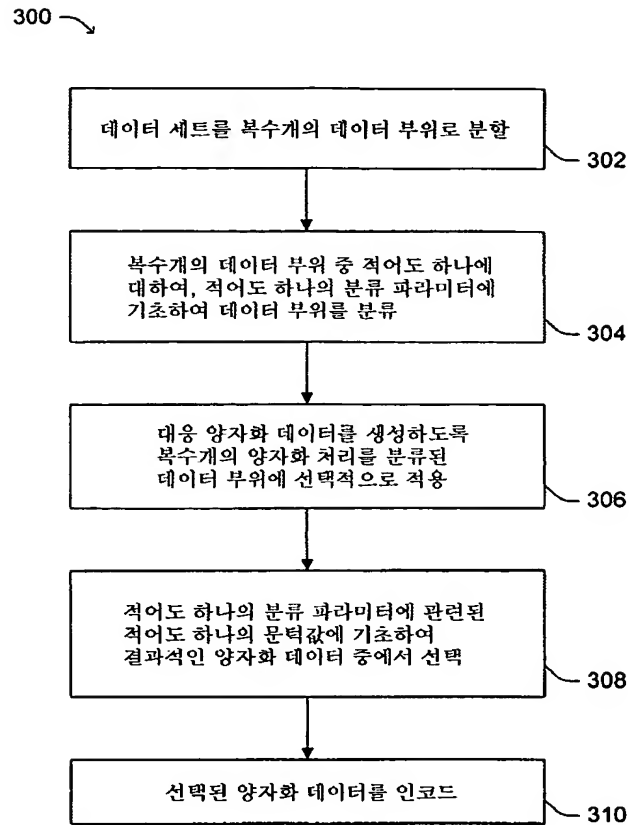 300
데이터 세트를 복수개의 데이터 부위로 분할
302
복수개의 데이터 부위 중 적어도 하나에
대하여, 적어도 하나의 분류 파라미터에
기초하여 데이터 부위를 분류
304
대응 양자화 데이터를 생성하도록
복수개의 양자화 처리를 분류된
데이터 부위에 선택적으로 적용
306
적어도 하나의 분류 파라미터에 관련된
적어도 하나의 문턱값에 기초하여
결과적인 양자화 데이터 중에서 선택
308
선택된 양자화 데이터를 인코드
310